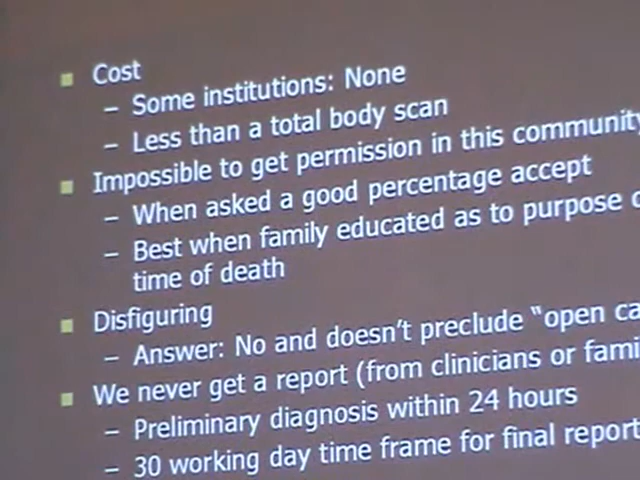 Cost
– Some institutions: None
– Less than a total body scan
Impossible to get permission in this community
– When asked a good percentage accept
– Best when family educated as to purpose
time of death
Disfiguring
– Answer: No and doesn't preclude "open
We never get a report (from clinicians or
– Preliminary diagnosis within 24 hours
– 30 working day time frame for final report